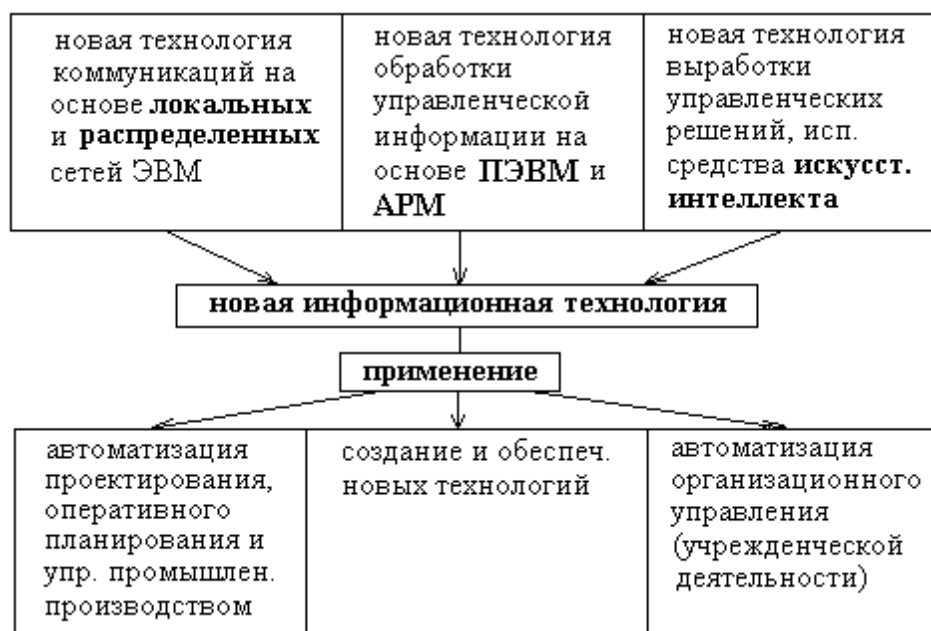 новая технология
коммуникаций на
основе локальных
и распределенных
сетей ЭВМ
новая технология
обработки
управленческой
информации на
основе ПЭВМ и
АРМ
новая технология
выработки
управленческих
решений, исп.
средства искусст.
интеллекта
новая информационная технология
применение
автоматизация
проектирования,
оперативного
планирования и
упр. промышлен.
производством
создание и обеспеч.
новых технологий
автоматизация
организационного
управления
(учрежденческой
деятельности)